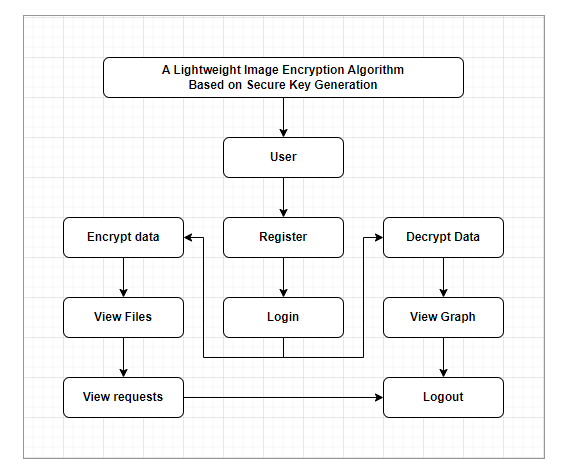 A Lightweight Image Encryption Algorithm
Based on Secure Key Generation
User
Encrypt data
Register
Decrypt Data
View Files
Login
View Graph
View requests
Logout